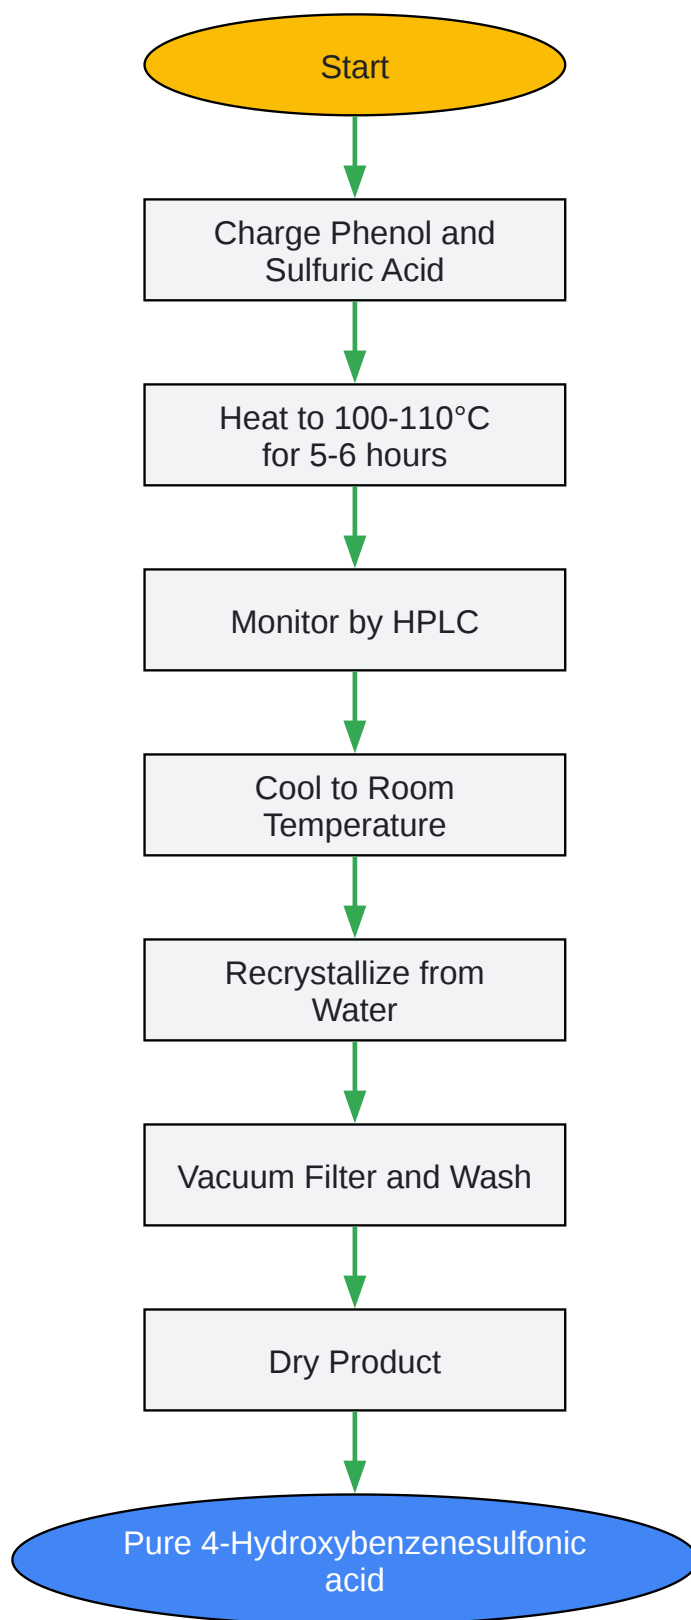 Start
Charge Phenol and
Sulfuric Acid
Heat to 100-110°C
for 5-6 hours
Monitor by HPLC
Cool to Room
Temperature
Recrystallize from
Water
Vacuum Filter and Wash
Dry Product
Pure 4-Hydroxybenzenesulfonic
acid